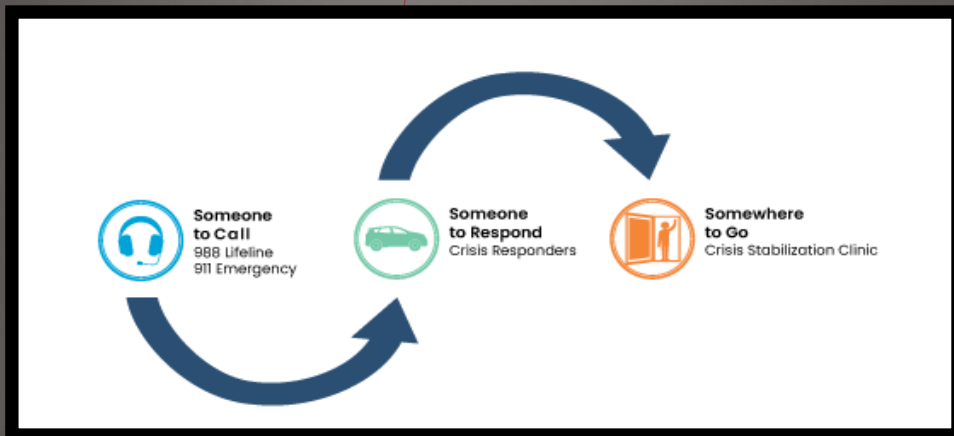 Someone
to Call
988 Lifeline
911 Emergency
Someone
to Respond
Crisis Responders
Somewhere
to Go
Crisis Stabilization Clinic